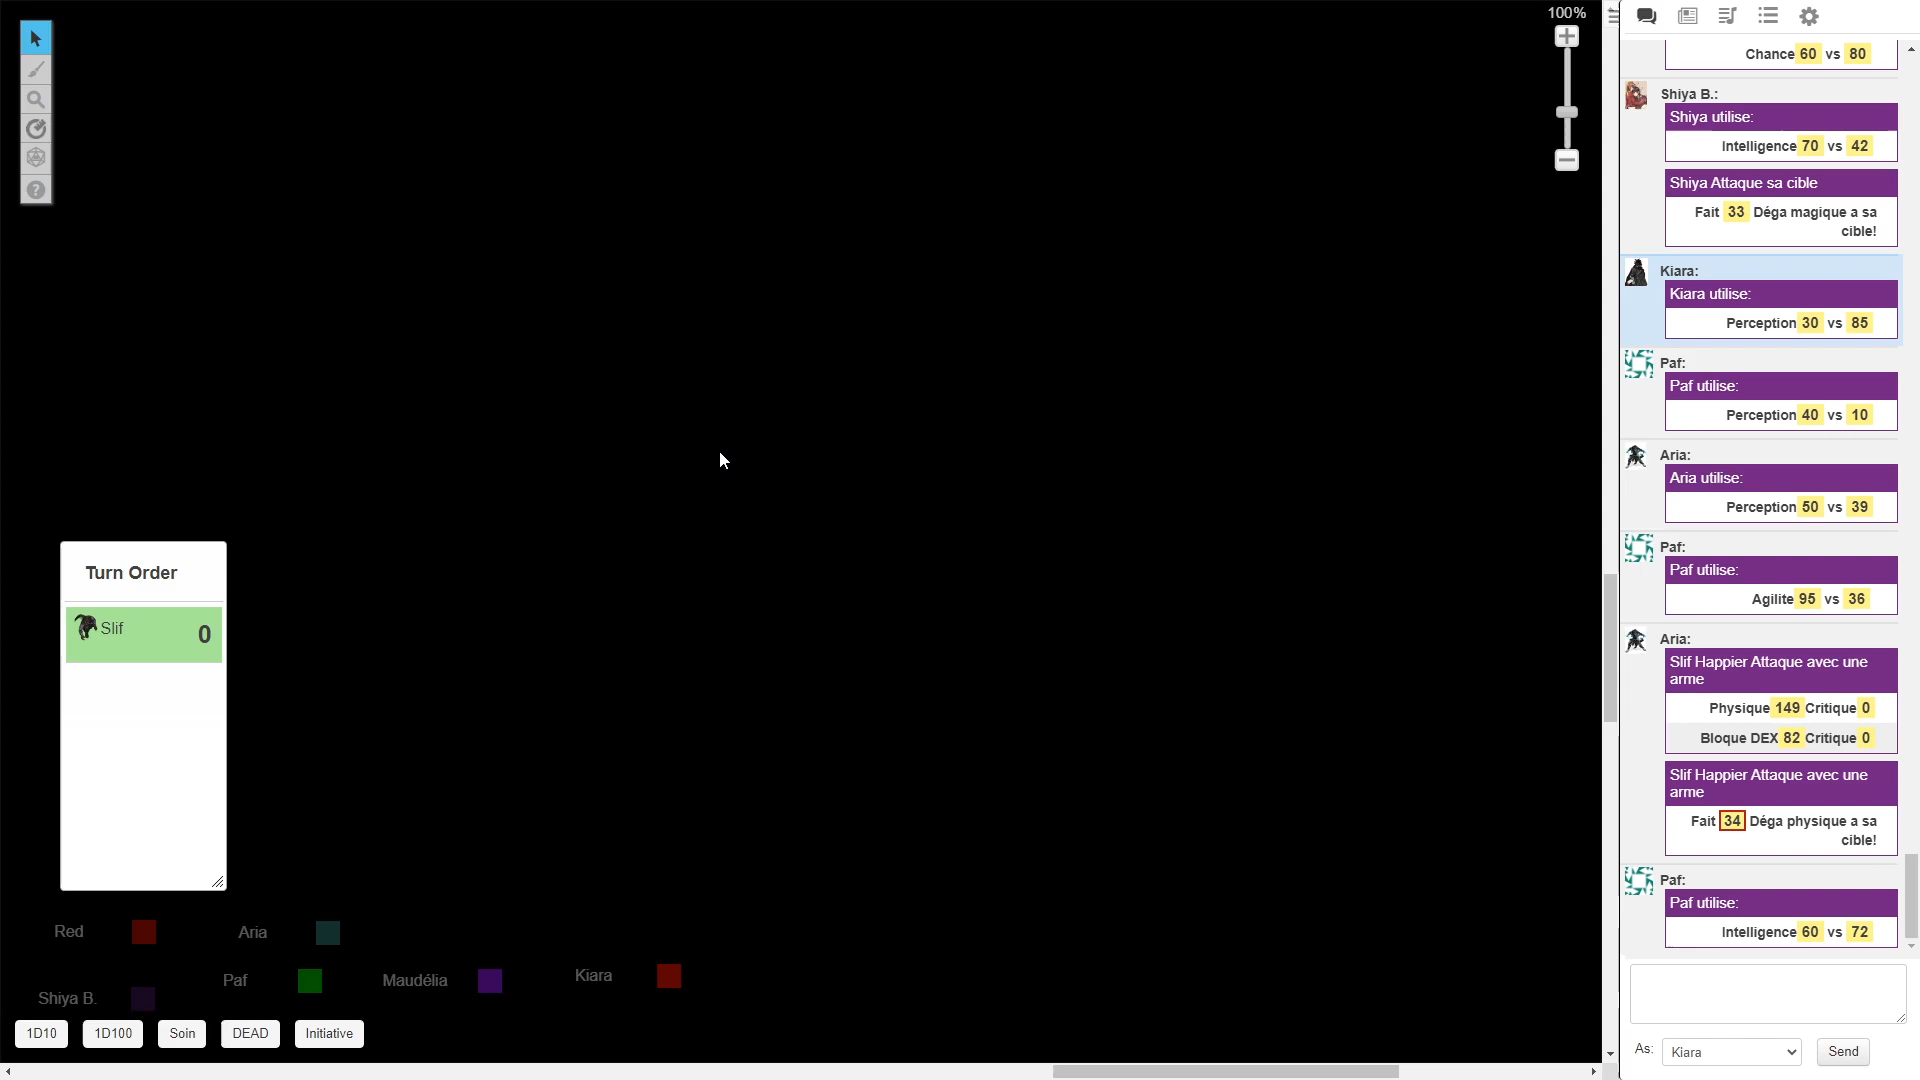 100%
Chance 60 vs 80
Shiya B.:
Shiya utilise:
Intelligence 70 vs 42
Shiya Attaque sa cible
Fait 33 Déga magique a sa
cible!
Kiara:
Kiara utilise:
Perception 30 vs 85
Paf:
Paf utilise:
Perception 40 vs 10
Aria:
Aria utilise:
Perception 50 vs 39
Paf:
Paf utilise:
Agilite 95 vs 36
Aria:
Slif Happier Attaque avec une
arme
Physique 149 Critique 0
Bloque DEX 82 Critique 0
Slif Happier Attaque avec une
arme
Fait 34 Déga physique a sa
cible!
Paf:
Paf utilise:
Intelligence 60 vs 72
As: Kiara Send
Turn Order
Slif 0
Red Aria
Paf Maudélia Kiara
Shiya B.
1D10 1D100 Soin DEAD Initiative